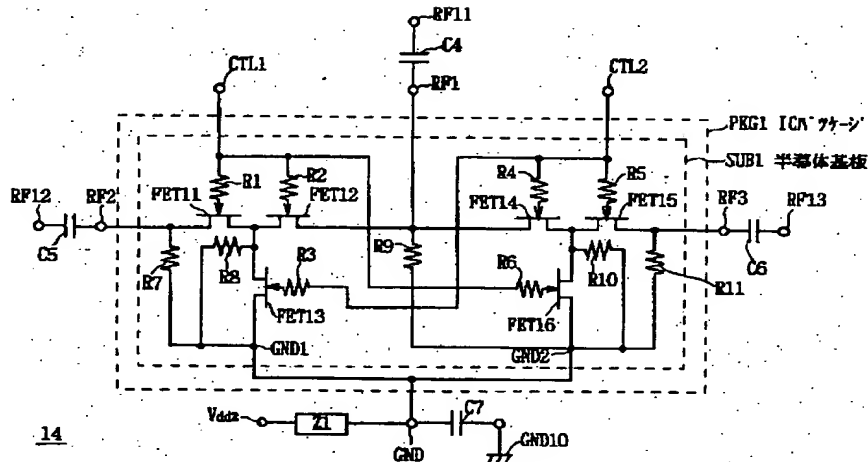 RF11
C4
CTL1
RF1
CTL2
PEG1 ICパッケージ
SUB1 半導体基板
R1
R2
R4
R5
FET11
FET12
FET14
FET15
RF12
RF2
RF3
RF13
C5
R7
R8
R3
R9
R6
R10
R11
C6
FET13
FET16
GND1
GND2
Vdd2
Z1
C7
14
GND
GND10